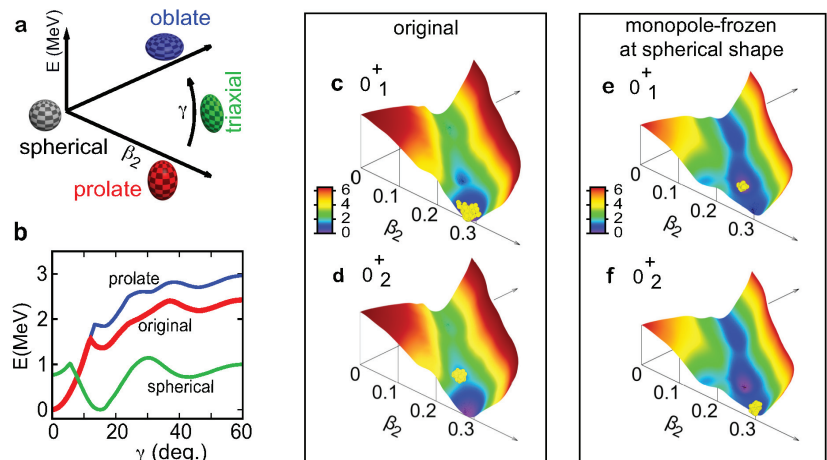 a
E (MeV)
oblate
γ
triaxial
spherical
β2
prolate
b
3
2
1
0
E(MeV)
prolate
original
spherical
0 20 40 60
γ (deg.)
original
c 0+1
6
4
2
0
0
0.1
0.2
0.3
β2
d 0+2
0
0.1
0.2
0.3
β2
monopole-frozen
at spherical shape
e 0+1
6
4
2
0
0
0.1
0.2
0.3
β2
f 0+2
0
0.1
0.2
0.3
β2